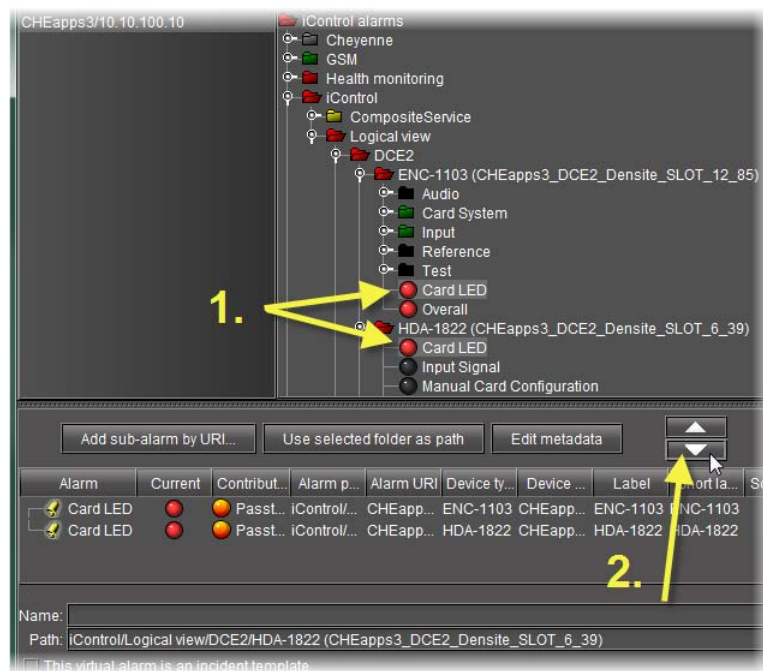 CHEapps3/10.10.100.10
iControl alarms
Cheyenne
GSM
Health monitoring
iControl
CompositeService
Logical view
DCE2
ENC-1103 (CHEapps3_DCE2_Densite_SLOT_12_85)
Audio
Card System
Input
Reference
Test
Card LED
Overall
HDA-1822 (CHEapps3_DCE2_Densite_SLOT_6_39)
Card LED
Input Signal
Manual Card Configuration
1.
Add sub-alarm by URI... Use selected folder as path Edit metadata
Alarm Current Contribut... Alarm p... Alarm URI Device ty... Device ... Label Short la...
Card LED Passt... iControl/... CHEapp... ENC-1103 CHEapp... ENC-1103 ENC-1103
Card LED Passt... iControl/... CHEapp... HDA-1822 CHEapp... HDA-1822 HDA-1822
2.
Name:
Path: iControl/Logical view/DCE2/HDA-1822 (CHEapps3_DCE2_Densite_SLOT_6_39)
This virtual alarm is an incident template